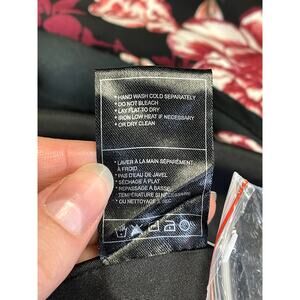 * HAND WASH COLD SEPARATELY
* DO NOT BLEACH
* LAY FLAT TO DRY
* IRON LOW HEAT IF NECESSARY
* OR DRY CLEAN
* LAVER À LA MAIN SÉPARÉMENT
À FROID
* PAS D'EAU DE JAVEL
* SÉCHAGE À PLAT
* REPASSAGE À BASSE
TEMPÉRATURE SI NÉCESSAIRE
* OU NETTOYAGE À SEC